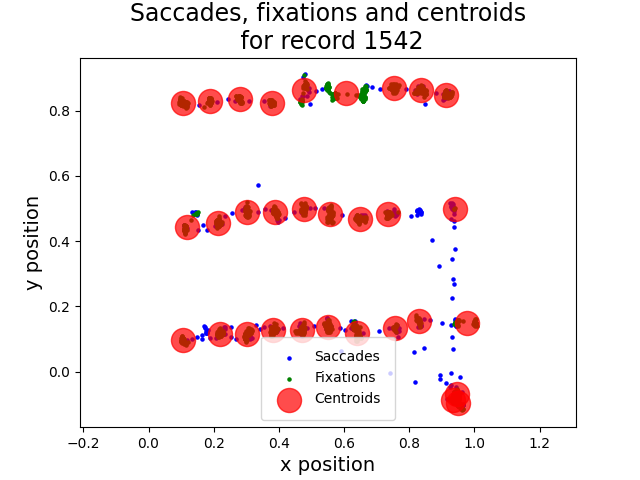 Saccades, fixations and centroids
for record 1542
y position
0.8
0.6
0.4
0.2
0.0
Saccades
Fixations
Centroids
−0.2
0.0
0.2
0.4
0.6
0.8
1.0
1.2
x position